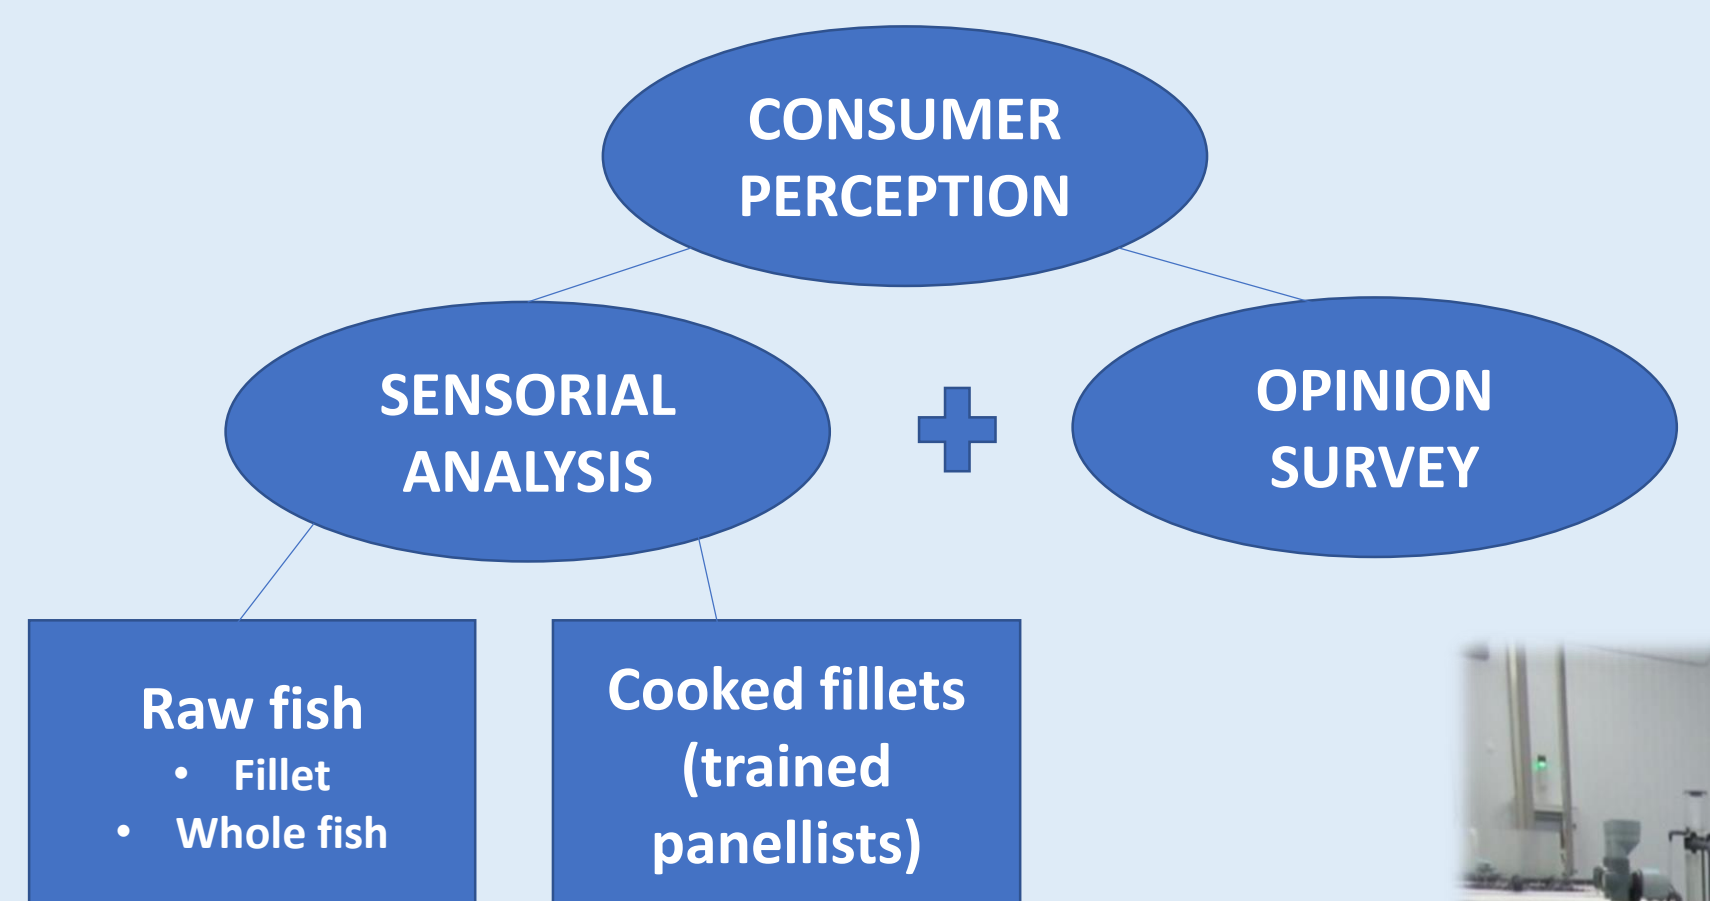 CONSUMER
PERCEPTION
SENSORIAL
ANALYSIS
OPINION
SURVEY
Raw fish
• Fillet
• Whole fish
Cooked fillets
(trained
panellists)